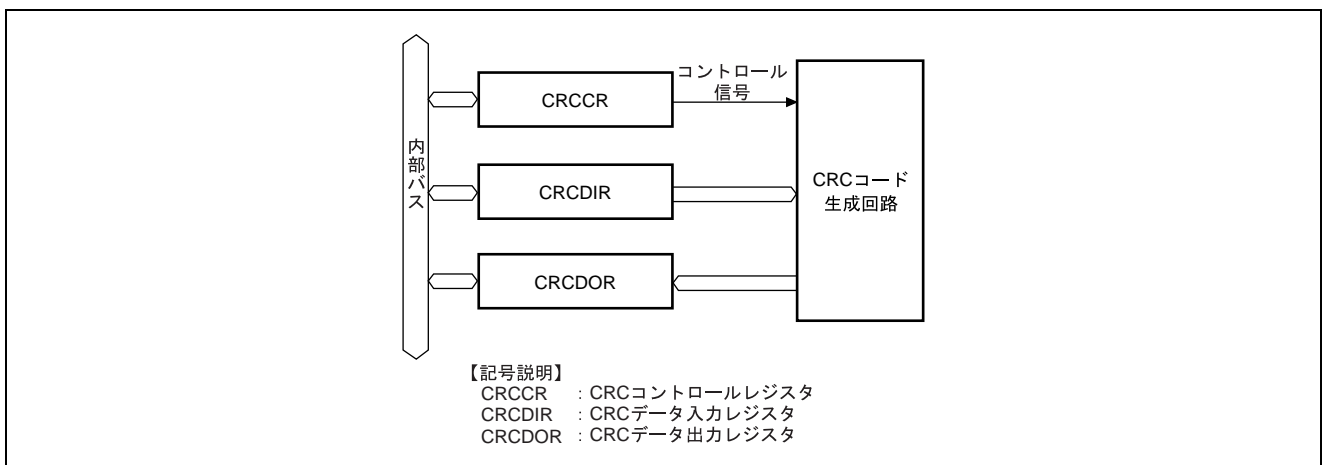 コントロール
信号
CRCCR
内部バス
CRCDIR
CRCコード
生成回路
CRCDOR
【記号説明】
CRCCR ：CRCコントロールレジスタ
CRCDIR ：CRCデータ入力レジスタ
CRCDOR ：CRCデータ出力レジスタ